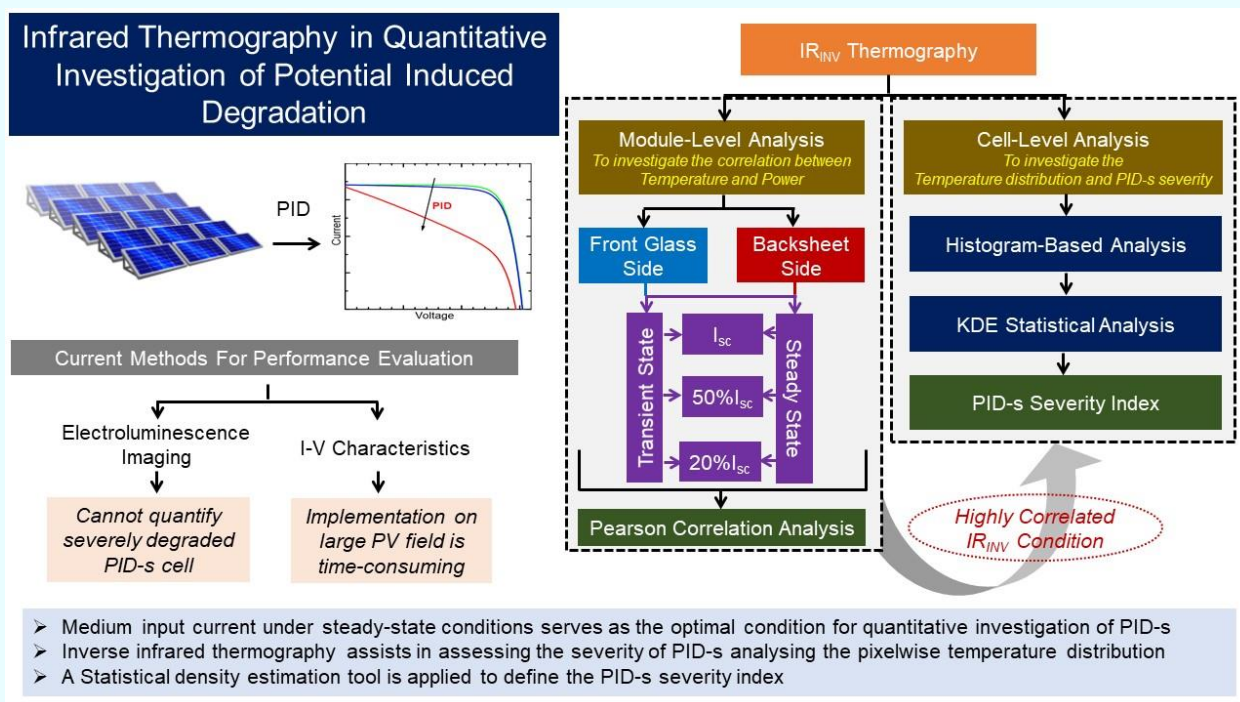 Infrared Thermography in Quantitative
Investigation of Potential Induced
Degradation
PID
Current
PID
Voltage
Current Methods For Performance Evaluation
Electroluminescence
Imaging
I-V Characteristics
Cannot quantify
severely degraded
PID-s cell
Implementation on
large PV field is
time-consuming
IR_INV Thermography
Module-Level Analysis
To investigate the correlation between
Temperature and Power
Front Glass
Side
Backsheet
Side
Transient State
I_sc
50%I_sc
20%I_sc
Steady State
Pearson Correlation Analysis
Cell-Level Analysis
To investigate the
Temperature distribution and PID-s severity
Histogram-Based Analysis
KDE Statistical Analysis
PID-s Severity Index
Highly Correlated
IR_INV Condition
➢ Medium input current under steady-state conditions serves as the optimal condition for quantitative investigation of PID-s
➢ Inverse infrared thermography assists in assessing the severity of PID-s analysing the pixelwise temperature distribution
➢ A Statistical density estimation tool is applied to define the PID-s severity index